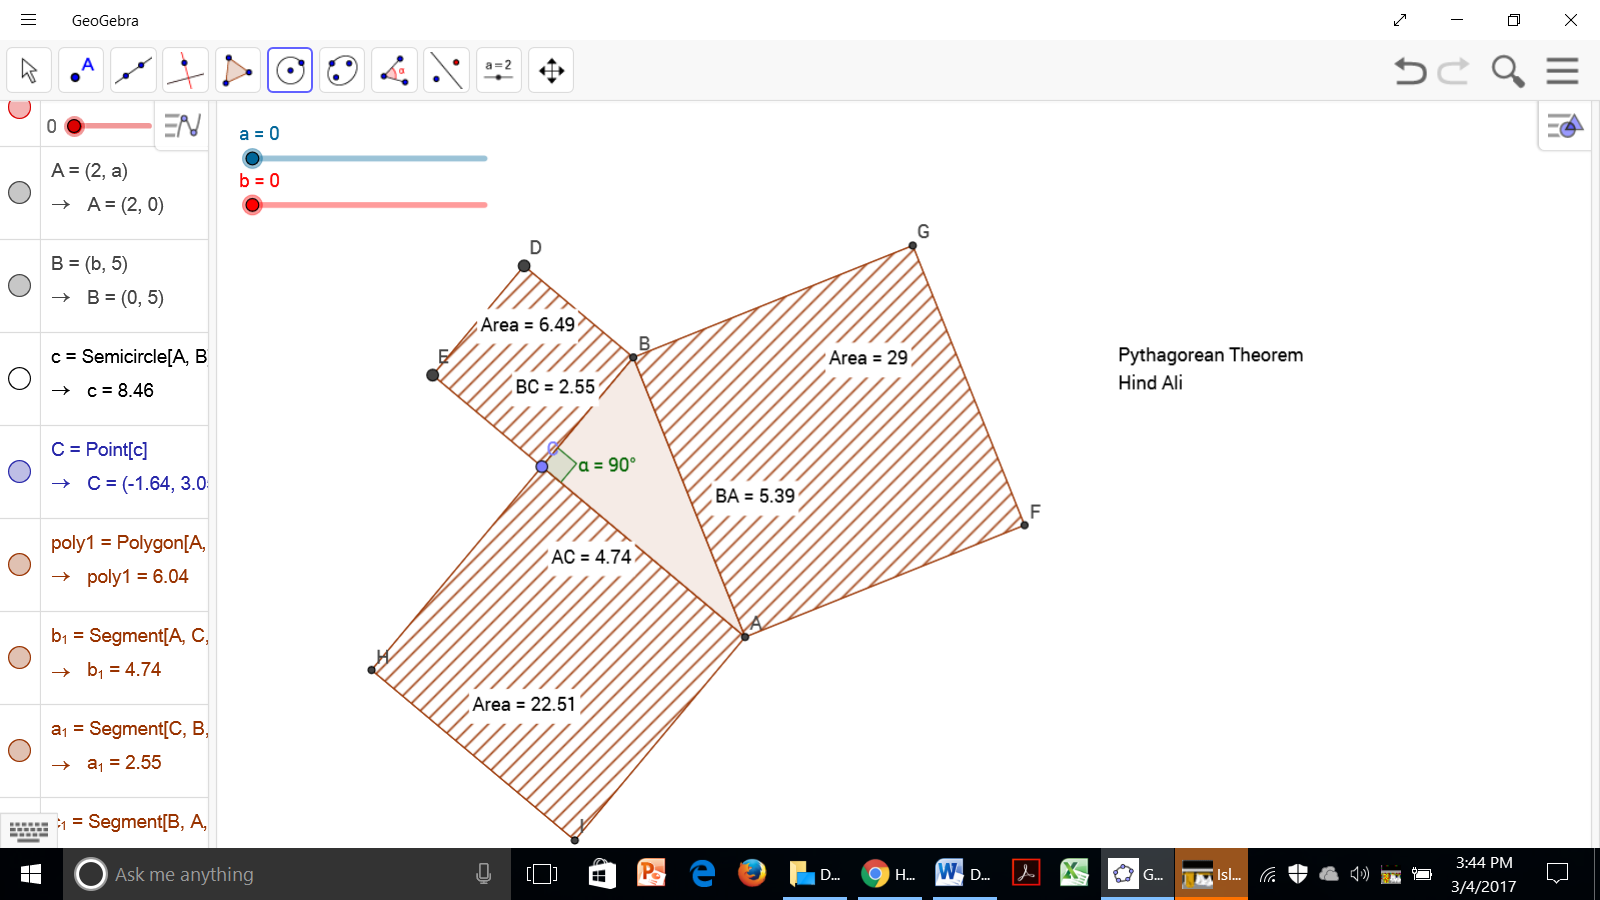 GeoGebra
A
α
a=2
0
A = (2, a)
→ A = (2, 0)
B = (b, 5)
→ B = (0, 5)
c = Semicircle[A, B
→ c = 8.46
C = Point[c]
→ C = (-1.64, 3.05
poly1 = Polygon[A,
→ poly1 = 6.04
b₁ = Segment[A, C,
→ b₁ = 4.74
a₁ = Segment[C, B,
→ a₁ = 2.55
c₁ = Segment[B, A,
a = 0
b = 0
D
G
Area = 6.49
B
E
Area = 29
BC = 2.55
Pythagorean Theorem
Hind Ali
C
α = 90°
BA = 5.39
F
AC = 4.74
A
H
Area = 22.51
I
Ask me anything
D...
H...
D...
G...
Isl...
3:44 PM
3/4/2017